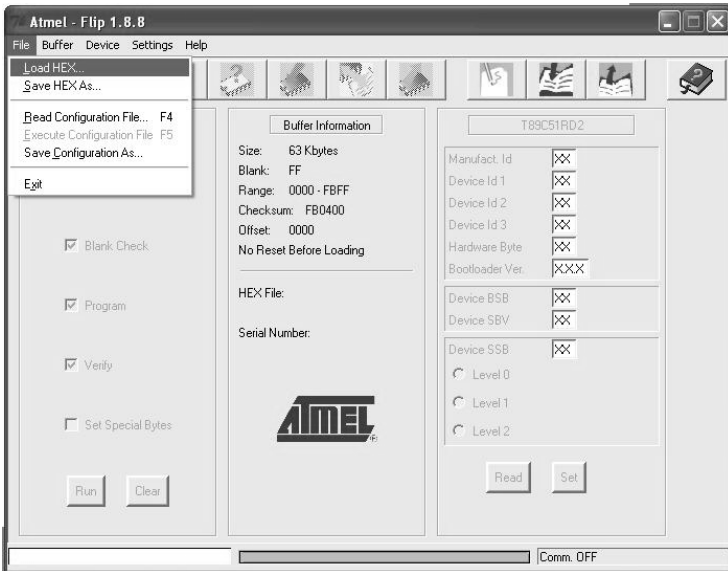 Atmel - Flip 1.8.8
File Buffer Device Settings Help
Load HEX...
Save HEX As...
Read Configuration File... F4
Execute Configuration File F5
Save Configuration As...
Exit
Blank Check
Program
Verify
Set Special Bytes
Run Clear
Buffer Information
Size: 63 Kbytes
Blank: FF
Range: 0000 - FBFF
Checksum: FB0400
Offset: 0000
No Reset Before Loading
HEX File:
Serial Number:
ATMEL ®
T89C51RD2
Manufact. Id XX
Device Id 1 XX
Device Id 2 XX
Device Id 3 XX
Hardware Byte XX
Bootloader Ver. XXX
Device BSB XX
Device SBV XX
Device SSB XX
Level 0
Level 1
Level 2
Read Set
Comm. OFF